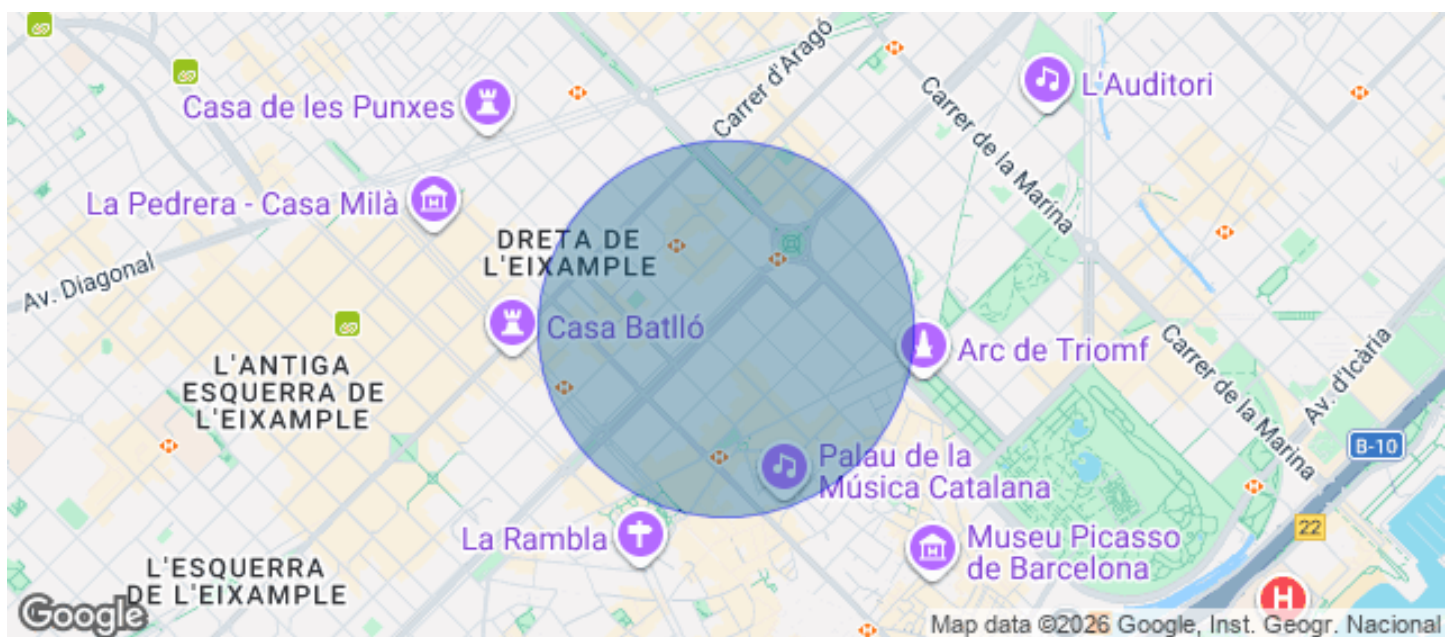 Carrer d'Aragó
L'Auditori
Casa de les Punxes
Carrer de la Marina
La Pedrera - Casa Milà
DRETA DE
L'EIXAMPLE
Av. Diagonal
Casa Batlló
Arc de Triomf
L'ANTIGA
ESQUERRA DE
L'EIXAMPLE
Carrer de la Marina
Av. d'Icària
B-10
Palau de la
Música Catalana
22
La Rambla
Museu Picasso
de Barcelona
L'ESQUERRA
DE L'EIXAMPLE
H
Google
Map data ©2026 Google, Inst. Geogr. Nacional